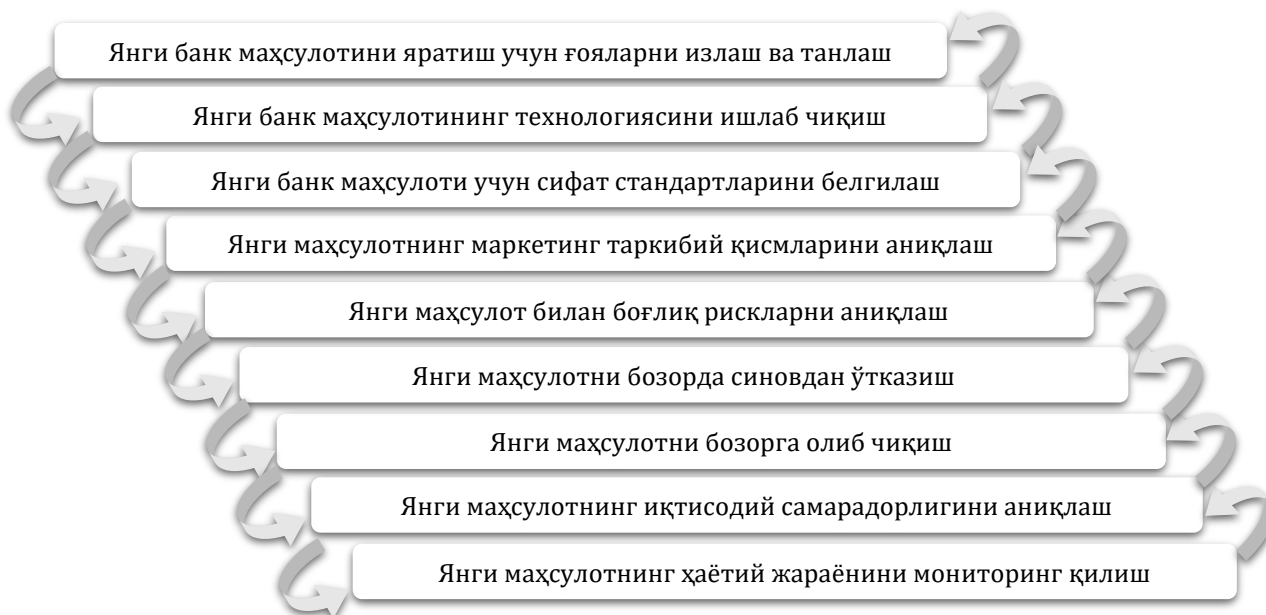 Янги банк маҳсулотини яратиш учун ғояларни излаш ва танлаш
Янги банк маҳсулотининг технологиясини ишлаб чиқиш
Янги банк маҳсулоти учун сифат стандартларини белгилаш
Янги маҳсулотнинг маркетинг таркибий қисмларини аниқлаш
Янги маҳсулот билан боғлиқ рискларни аниқлаш
Янги маҳсулотни бозорда синовдан ўтказиш
Янги маҳсулотни бозорга олиб чиқиш
Янги маҳсулотнинг иқтисодий самарадорлигини аниқлаш
Янги маҳсулотнинг ҳаётий жараёнини мониторинг қилиш